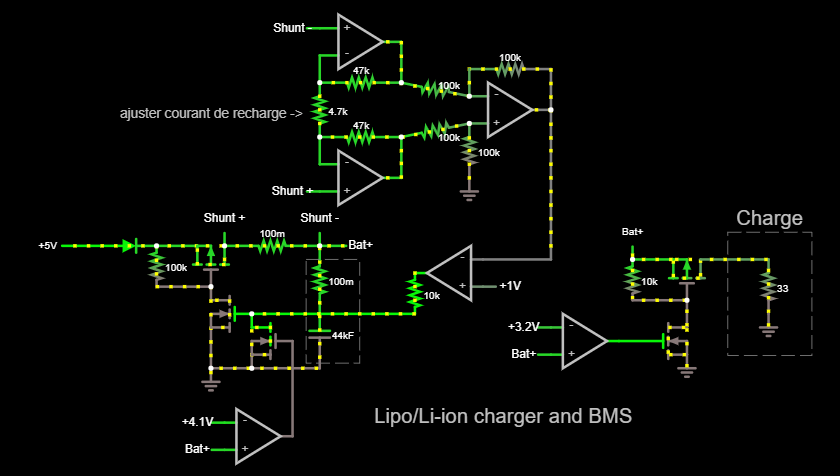 Shunt -
+
-
100k
47k
100k
-
ajuster courant de recharge ->
4.7k
+
47k
100k
100k
-
Shunt +
+
Shunt +
Shunt -
Bat+
Charge
100m
+5V
Bat+
-
100k
100m
10k
33
10k
+
+1V
+3.2V
-
44kF
Bat+
+
+4.1V
-
Lipo/Li-ion charger and BMS
Bat+
+